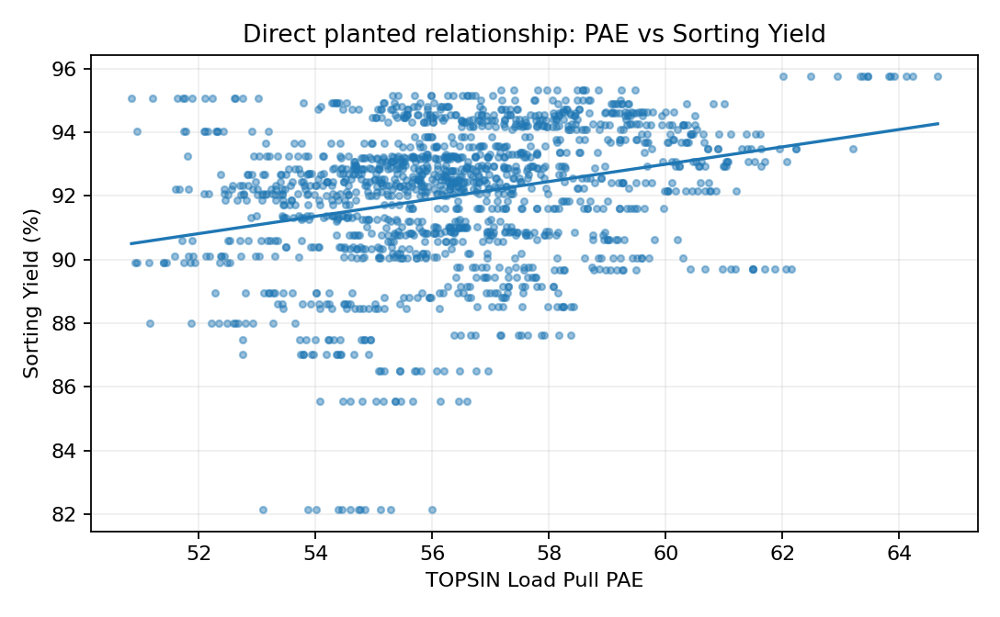 Direct planted relationship: PAE vs Sorting Yield
96
94
92
90
88
86
84
82
Sorting Yield (%)
52 54 56 58 60 62 64
TOPSIN Load Pull PAE